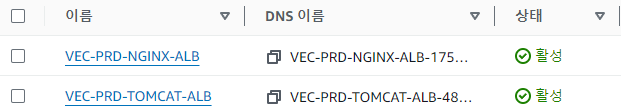 이름 DNS 이름 상태
VEC-PRD-NGINX-ALB VEC-PRD-NGINX-ALB-175... 활성
VEC-PRD-TOMCAT-ALB VEC-PRD-TOMCAT-ALB-48... 활성